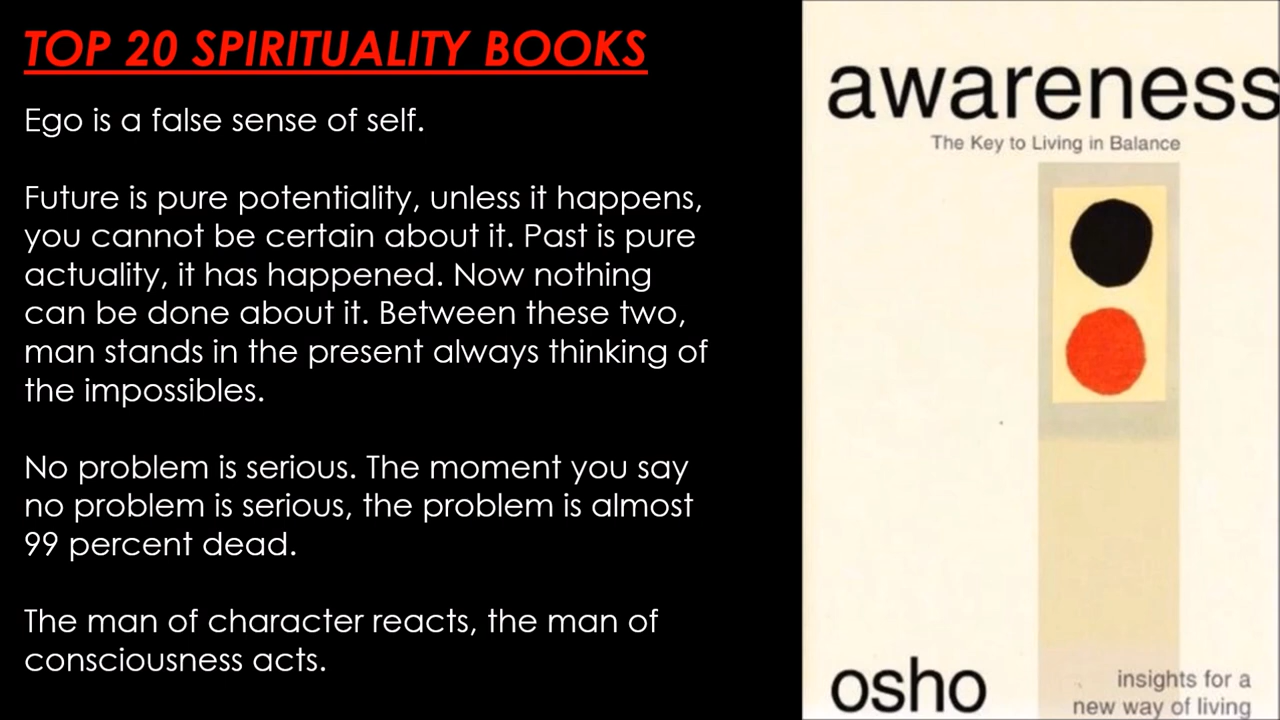 TOP 20 SPIRITUALITY BOOKS
Ego is a false sense of self.
Future is pure potentiality, unless it happens,
you cannot be certain about it. Past is pure
actuality, it has happened. Now nothing
can be done about it. Between these two,
man stands in the present always thinking of
the impossibles.
No problem is serious. The moment you say
no problem is serious, the problem is almost
99 percent dead.
The man of character reacts, the man of
consciousness acts.
awareness
The Key to Living in Balance
osho
insights for a
new way of living